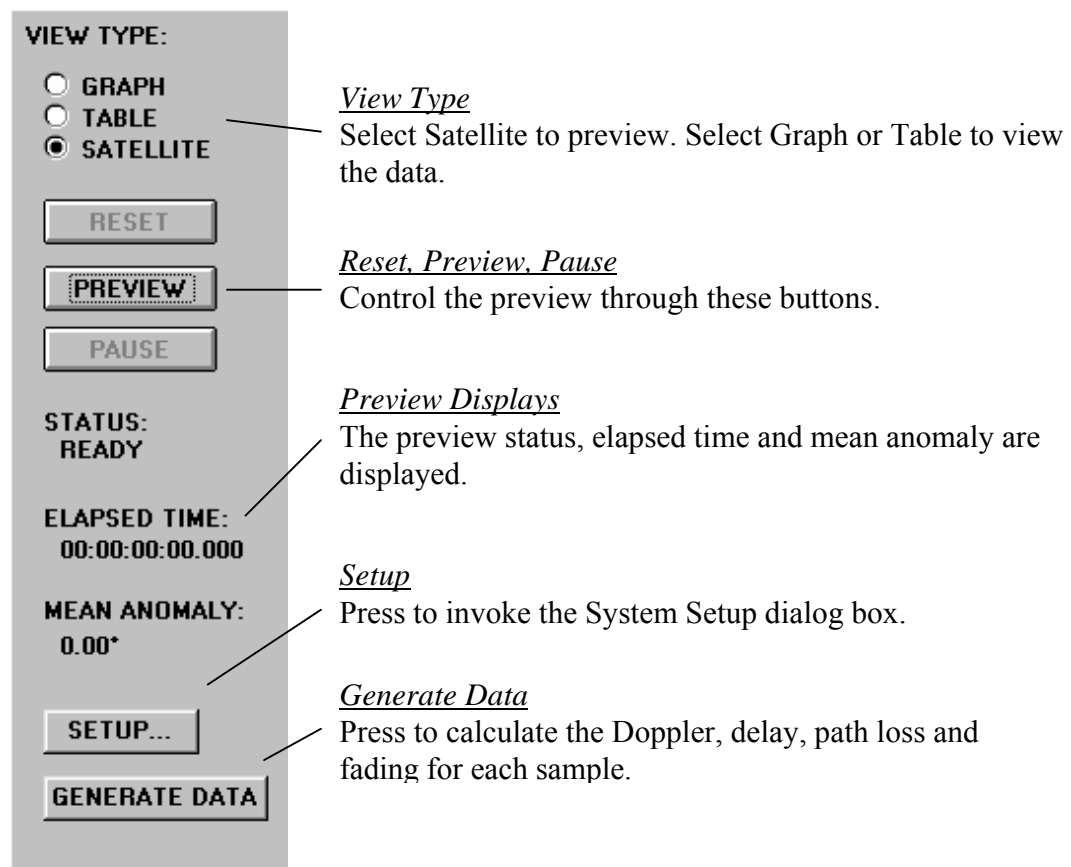 VIEW TYPE:
GRAPH
TABLE
SATELLITE
View Type
Select Satellite to preview. Select Graph or Table to view
the data.
RESET
PREVIEW
PAUSE
Reset, Preview, Pause
Control the preview through these buttons.
STATUS:
READY
Preview Displays
The preview status, elapsed time and mean anomaly are
displayed.
ELAPSED TIME:
00:00:00:00.000
MEAN ANOMALY:
0.00°
Setup
Press to invoke the System Setup dialog box.
SETUP...
GENERATE DATA
Generate Data
Press to calculate the Doppler, delay, path loss and
fading for each sample.